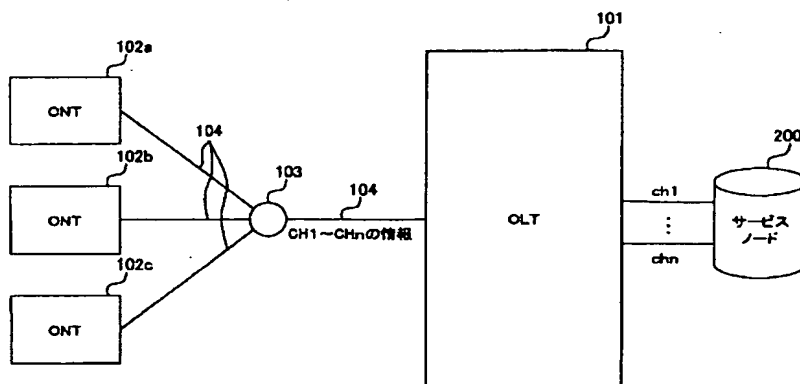 101
102a
ONT
104
102b
ONT
103
104
CH1～CHnの情報
102c
ONT
OLT
200
ch1
⋮
chn
サービス
ノード